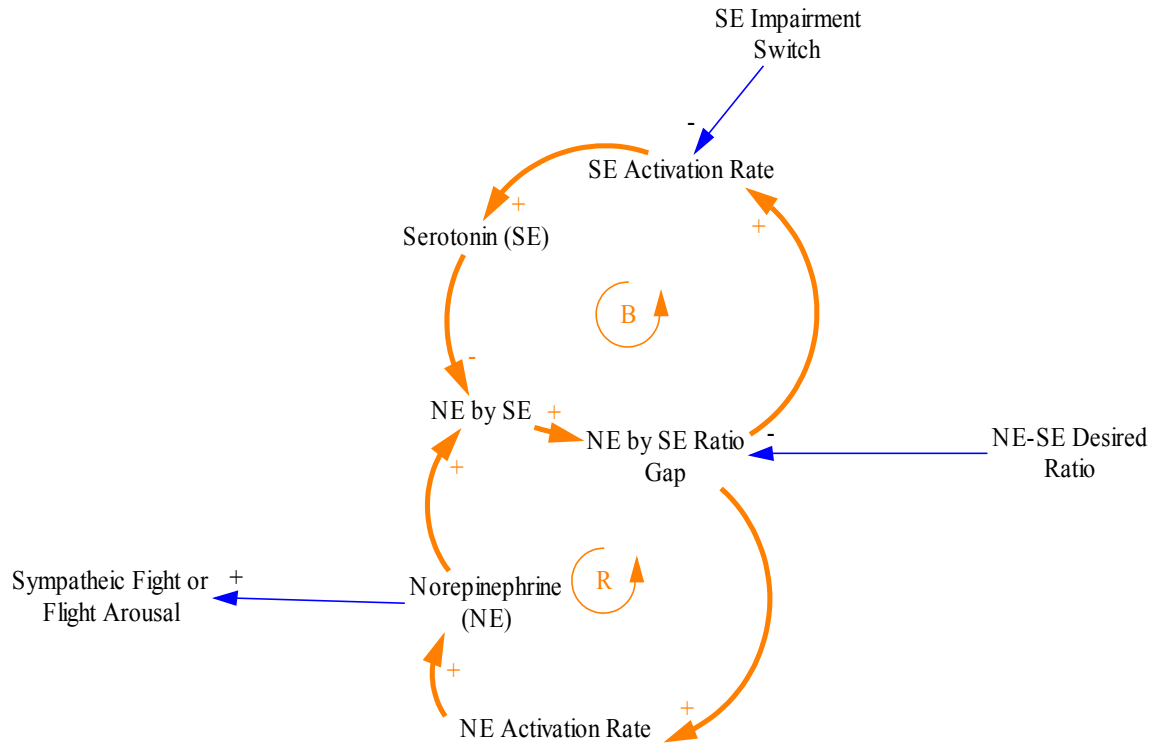 SE Impairment
Switch
-
SE Activation Rate
+
+
Serotonin (SE)
B
-
NE by SE
+
NE by SE Ratio
Gap
-
NE-SE Desired
Ratio
+
Sympatheic Fight or
Flight Arousal
+
Norepinephrine
(NE)
R
+
+
NE Activation Rate